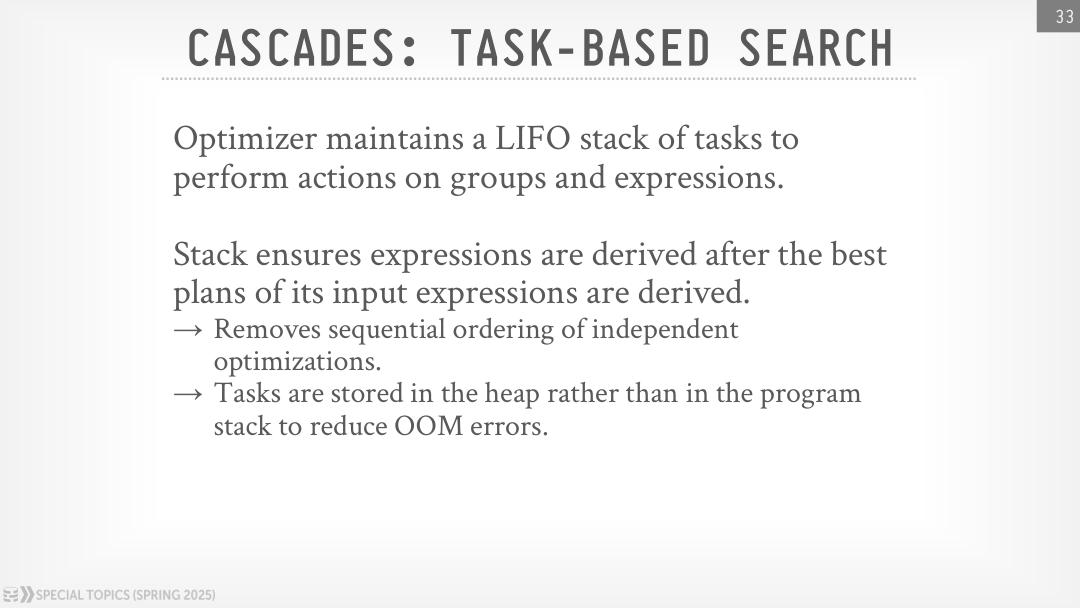 33
CASCADES: TASK-BASED SEARCH
Optimizer maintains a LIFO stack of tasks to
perform actions on groups and expressions.
Stack ensures expressions are derived after the best
plans of its input expressions are derived.
→ Removes sequential ordering of independent
optimizations.
→ Tasks are stored in the heap rather than in the program
stack to reduce OOM errors.
SPECIAL TOPICS (SPRING 2025)